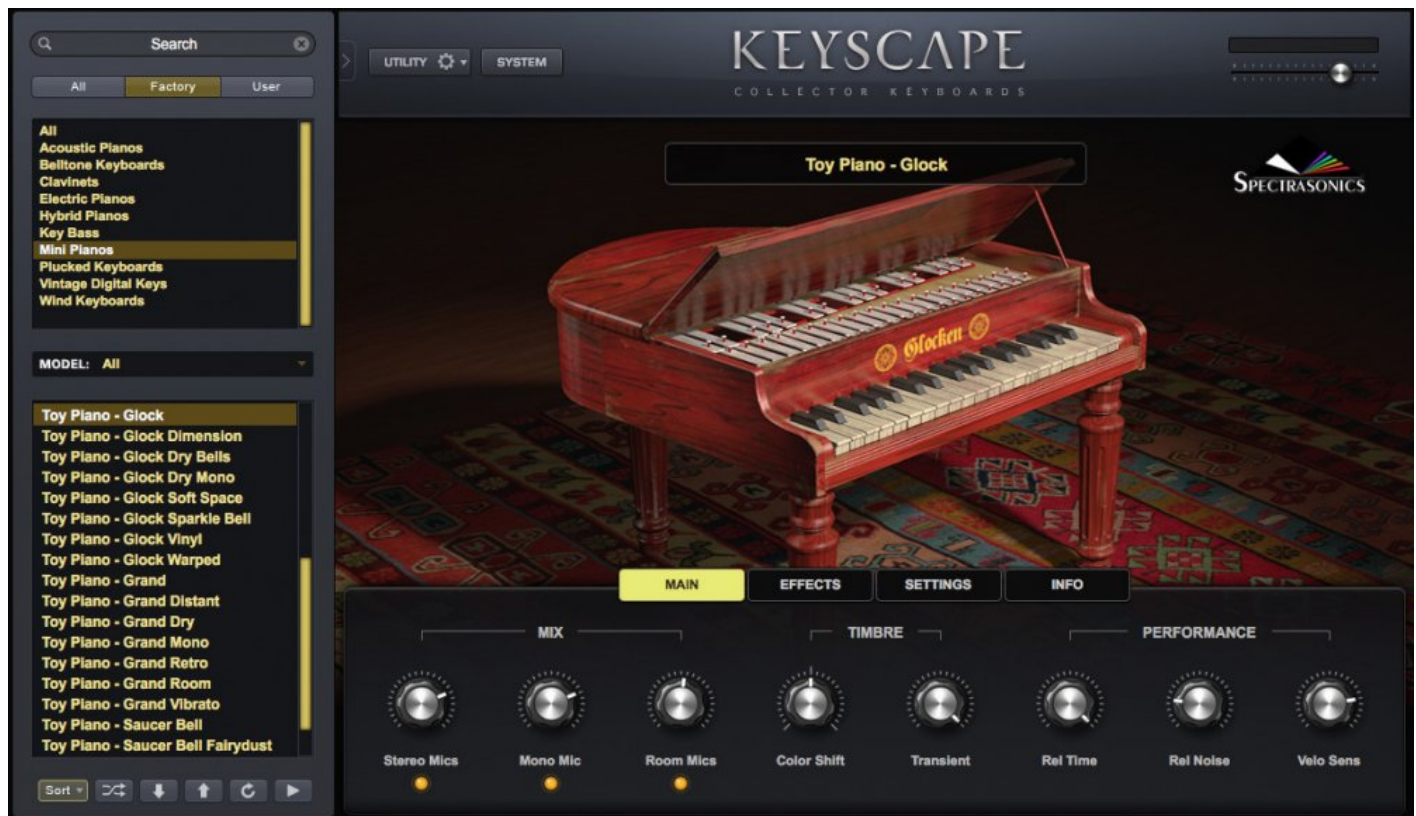 Search
All Factory User
All
Acoustic Pianos
Belltone Keyboards
Clavinets
Electric Pianos
Hybrid Pianos
Key Bass
Mini Pianos
Plucked Keyboards
Vintage Digital Keys
Wind Keyboards
MODEL: All
Toy Piano - Glock
Toy Piano - Glock Dimension
Toy Piano - Glock Dry Bells
Toy Piano - Glock Dry Mono
Toy Piano - Glock Soft Space
Toy Piano - Glock Sparkle Bell
Toy Piano - Glock Vinyl
Toy Piano - Glock Warped
Toy Piano - Grand
Toy Piano - Grand Distant
Toy Piano - Grand Dry
Toy Piano - Grand Mono
Toy Piano - Grand Retro
Toy Piano - Grand Room
Toy Piano - Grand Vibrato
Toy Piano - Saucer Bell
Toy Piano - Saucer Bell Fairydust
Sort
UTILITY SYSTEM
KEYSCAPE
COLLECTOR KEYBOARDS
Toy Piano - Glock
SPECTRASONICS
Glocken
MAIN EFFECTS SETTINGS INFO
MIX TIMBRE PERFORMANCE
Stereo Mics Mono Mic Room Mics Color Shift Transient Rel Time Rel Noise Velo Sens